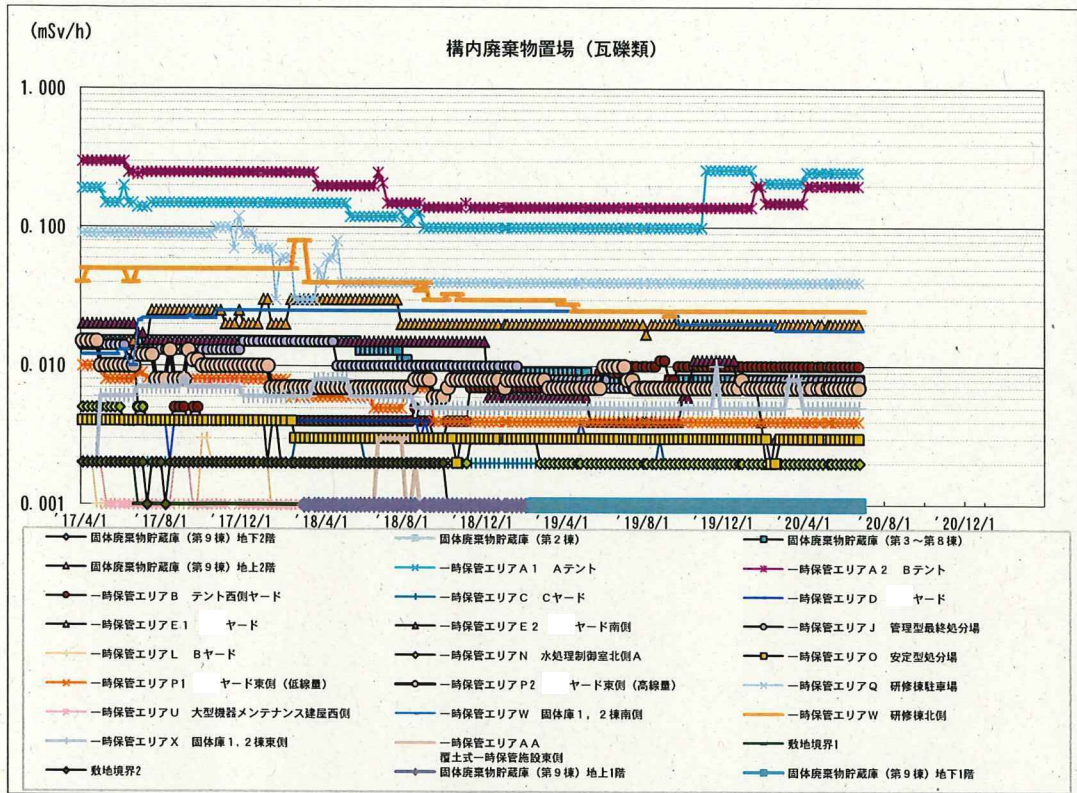 (mSv/h)
構内廃棄物置場（瓦礫類）
1.000
0.100
0.010
0.001
'17/4/1 '17/8/1 '17/12/1 '18/4/1 '18/8/1 '18/12/1 '19/4/1 '19/8/1 '19/12/1 '20/4/1 '20/8/1 '20/12/1
固体廃棄物貯蔵庫（第9棟）地下2階 固体廃棄物貯蔵庫（第2棟） 固体廃棄物貯蔵庫（第3～第8棟）
固体廃棄物貯蔵庫（第9棟）地上2階 一時保管エリアA1 Aテント 一時保管エリアA2 Bテント
一時保管エリアB テント西側ヤード 一時保管エリアC Cヤード 一時保管エリアD ヤード
一時保管エリアE1 ヤード 一時保管エリアE2 ヤード南側 一時保管エリアJ 管理型最終処分場
一時保管エリアL Bヤード 一時保管エリアN 水処理制御室北側A 一時保管エリアO 安定型処分場
一時保管エリアP1 ヤード東側（低線量） 一時保管エリアP2 ヤード東側（高線量） 一時保管エリアQ 研修棟駐車場
一時保管エリアU 大型機器メンテナンス建屋西側 一時保管エリアW 固体庫1，2棟南側 一時保管エリアW 研修棟北側
一時保管エリアX 固体庫1，2棟東側 一時保管エリアAA 敷地境界1
覆土式一時保管施設東側
敷地境界2 固体廃棄物貯蔵庫（第9棟）地上1階 固体廃棄物貯蔵庫（第9棟）地下1階